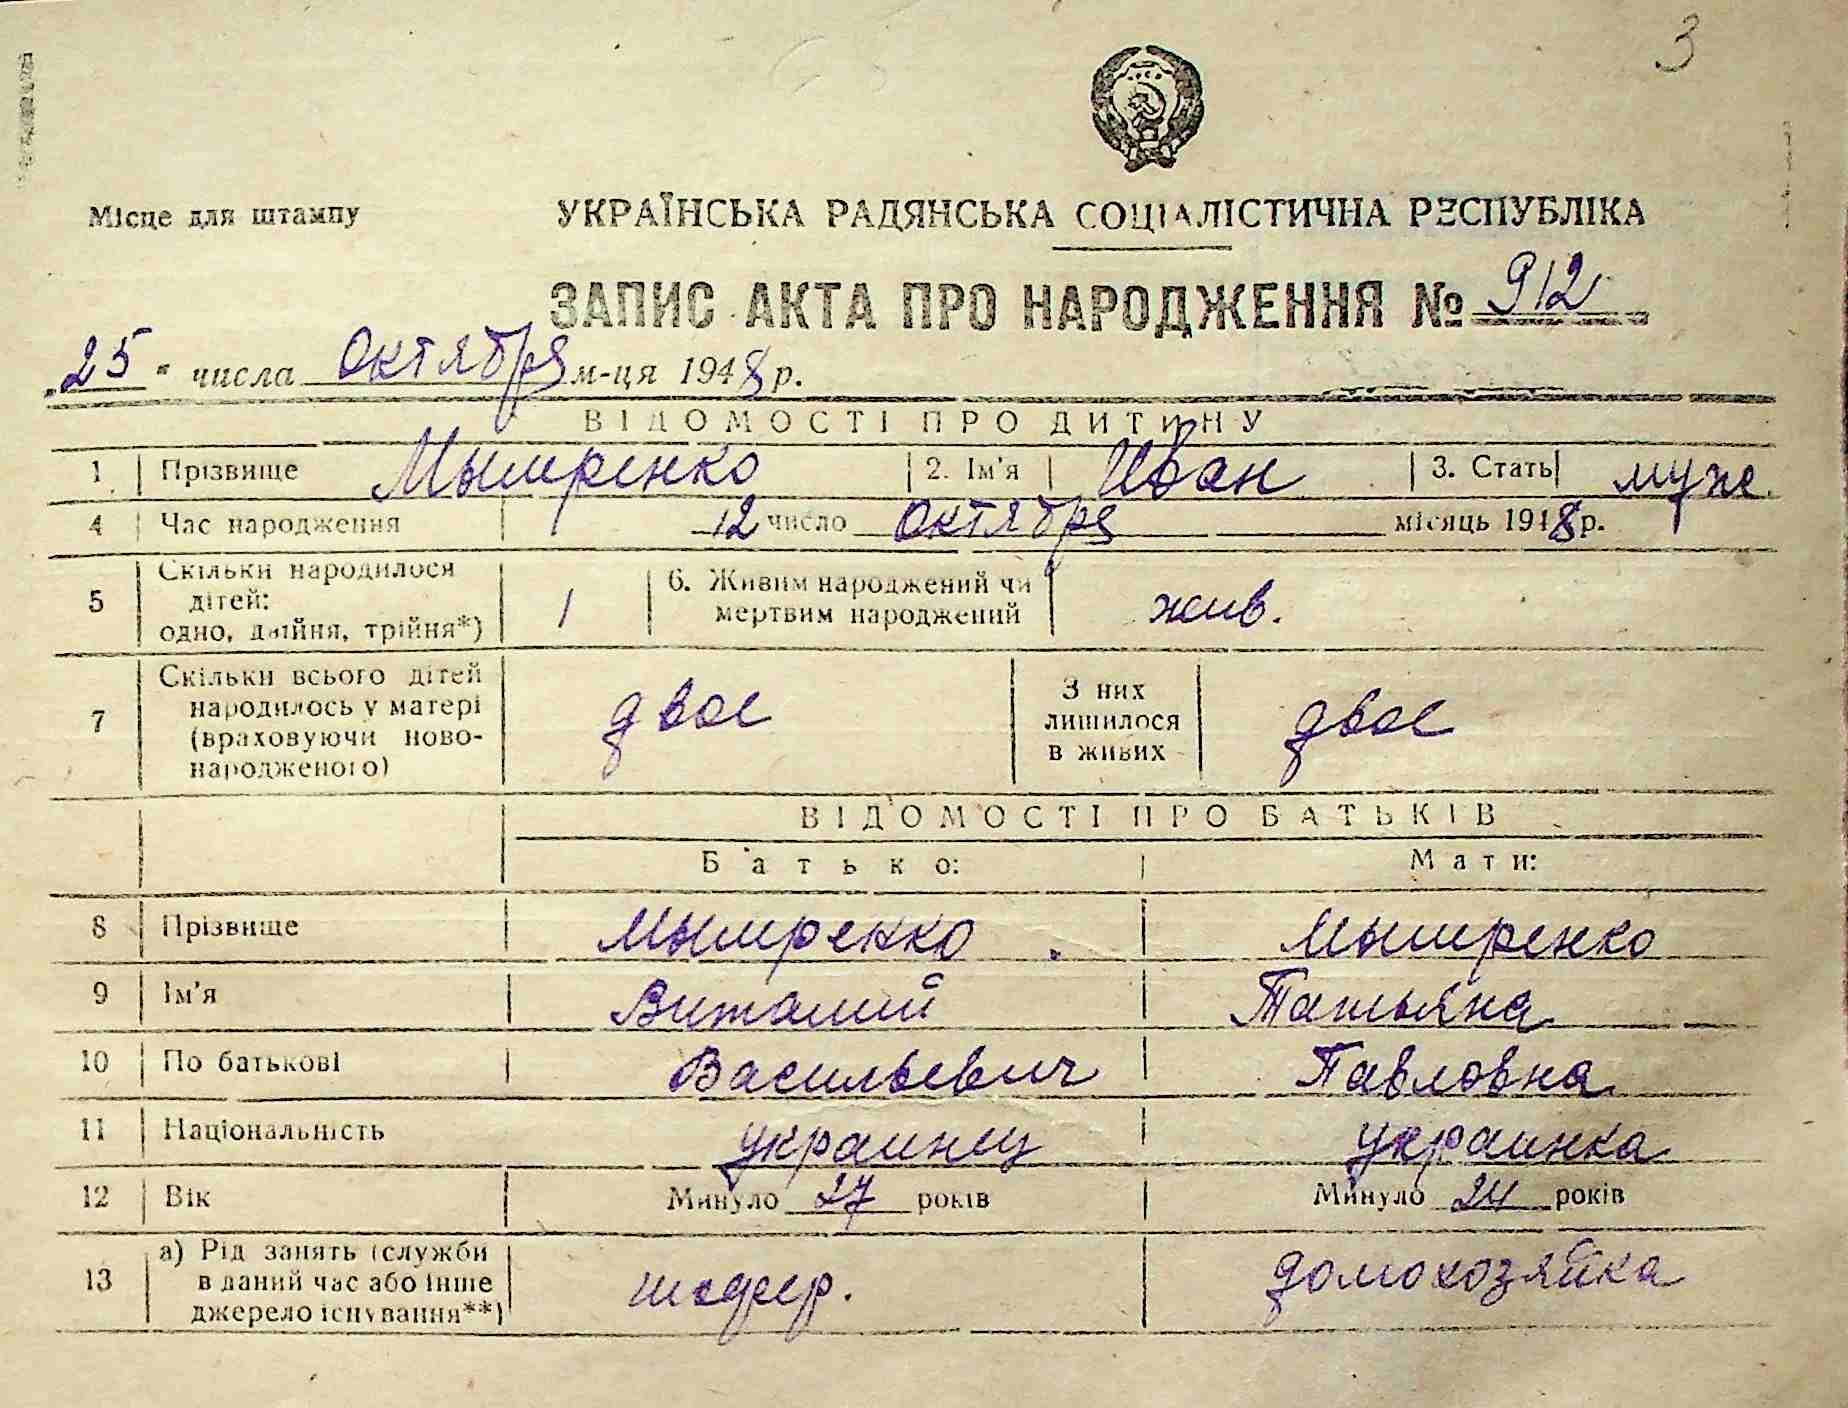 3
Місце для штампу
УКРАЇНСЬКА РАДЯНСЬКА СОЦІАЛІСТИЧНА РЕСПУБЛІКА
ЗАПИС АКТА ПРО НАРОДЖЕННЯ № 912
„25" числа Октября м-ця 1948 р.
ВІДОМОСТІ ПРО ДИТИНУ
1 Прізвище Мымренко 2. Ім'я Иван 3. Стать муж.
4 Час народження 12 число Октября місяць 1948 р.
5 Скільки народилося
дітей:
одно, двійня, трійня*) 1 6. Живим народжений чи
мертвим народжений жив.
7 Скільки всього дітей
народилось у матері
(враховуючи ново-
народженого) двое З них
лишилося
в живих двое
ВІДОМОСТІ ПРО БАТЬКІВ
Батько: Мати:
8 Прізвище Мымренко Мымренко
9 Ім'я Виталий Татьяна
10 По батькові Васильевич Павловна
11 Національність украинец украинка
12 Вік Минуло 27 років Минуло 24 років
13 а) Рід занять (служби
в даний час або інше
джерело існування**) шофер. домохозяйка